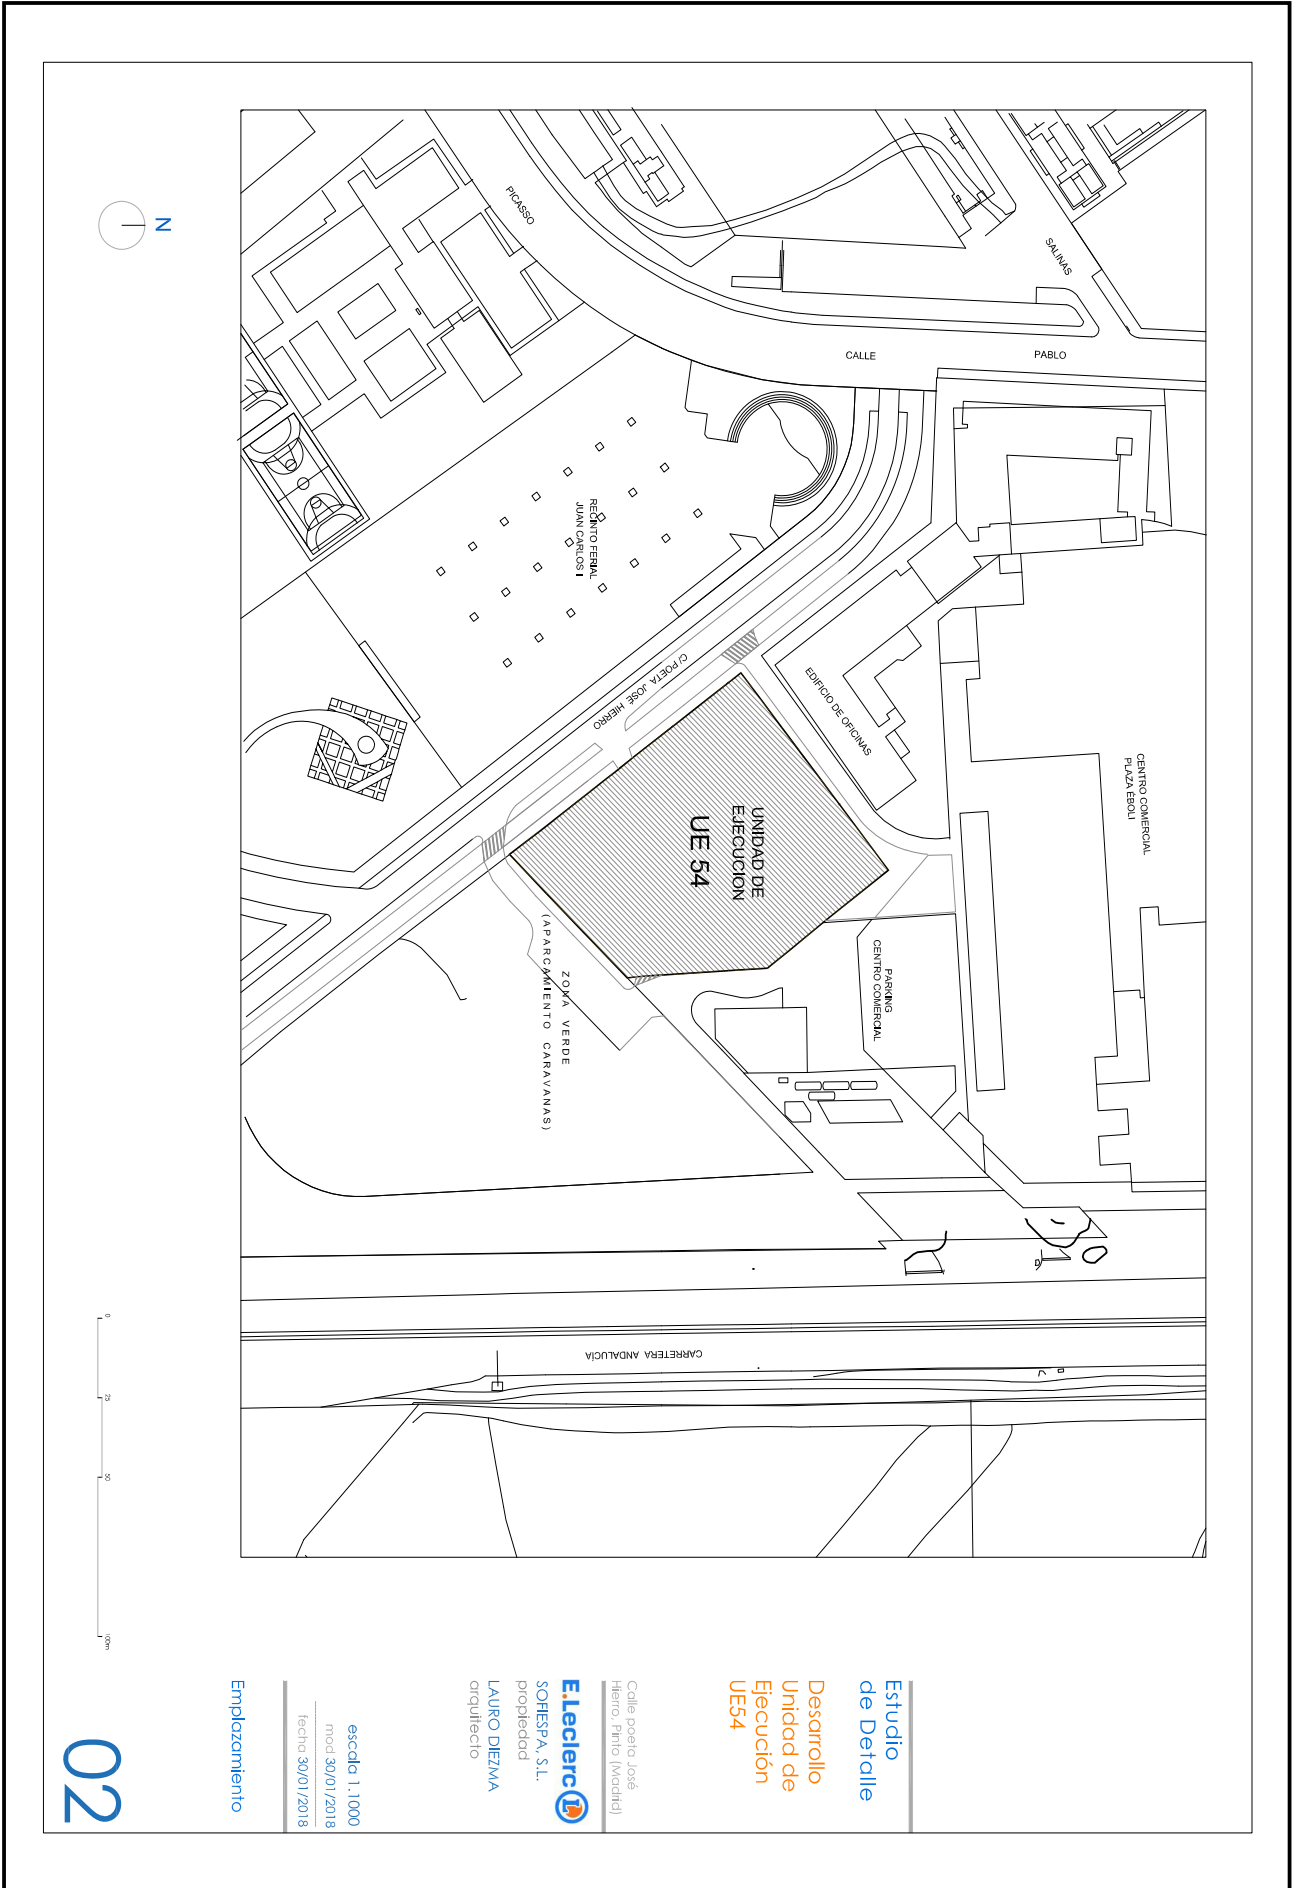 PICASSO
SALINAS
CALLE
PABLO
RECINTO FERIAL
JUAN CARLOS I
C/ POETA JOSÉ HIERRO
EDIFICIO DE OFICINAS
CENTRO COMERCIAL
PLAZA ÉBOLI
UNIDAD DE
EJECUCION
UE 54
PARKING
CENTRO COMERCIAL
ZONA VERDE
(APARCAMIENTO CARAVANAS)
CARRETERA ANDALUCÍA
N
0
25
50
100m
Estudio
de Detalle
Desarrollo
Unidad de
Ejecución
UE54
Calle poeta José
Hierro, Pinto (Madrid)
E.Leclerc L
SOFIESPA, S.L.
propiedad
LAURO DIEZMA
arquitecto
escala 1.1000
mod 30/01/2018
fecha 30/01/2018
Emplazamiento
02